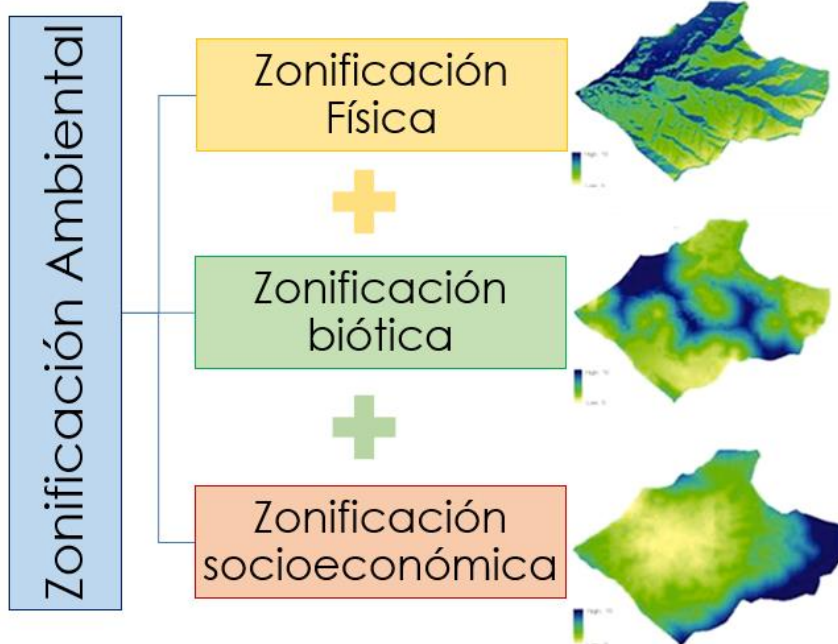 Zonificación Ambiental
Zonificación
Física
Zonificación
biótica
Zonificación
socioeconómica